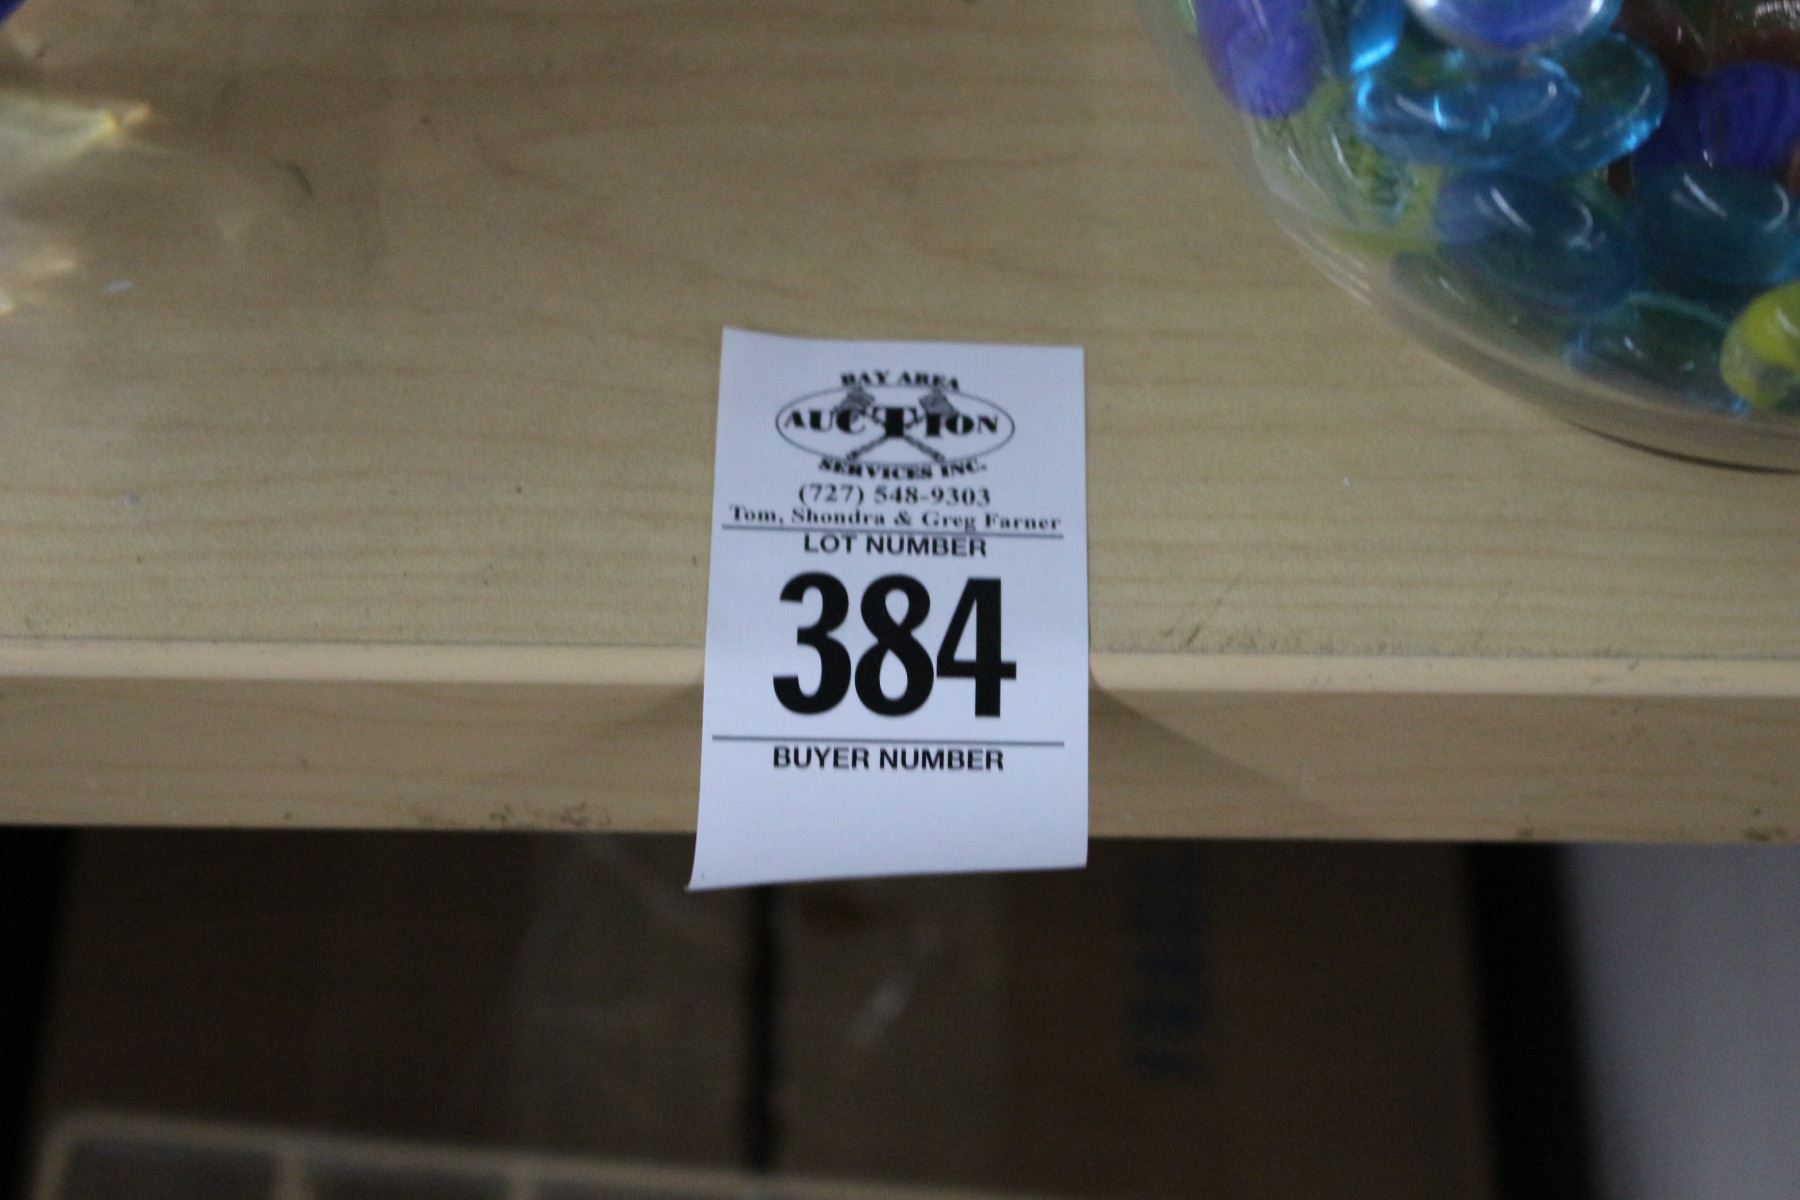 BAY AREA
AUCTION
SERVICES INC.
(727) 548-9303
Tom, Shondra & Greg Farner
LOT NUMBER
384
BUYER NUMBER